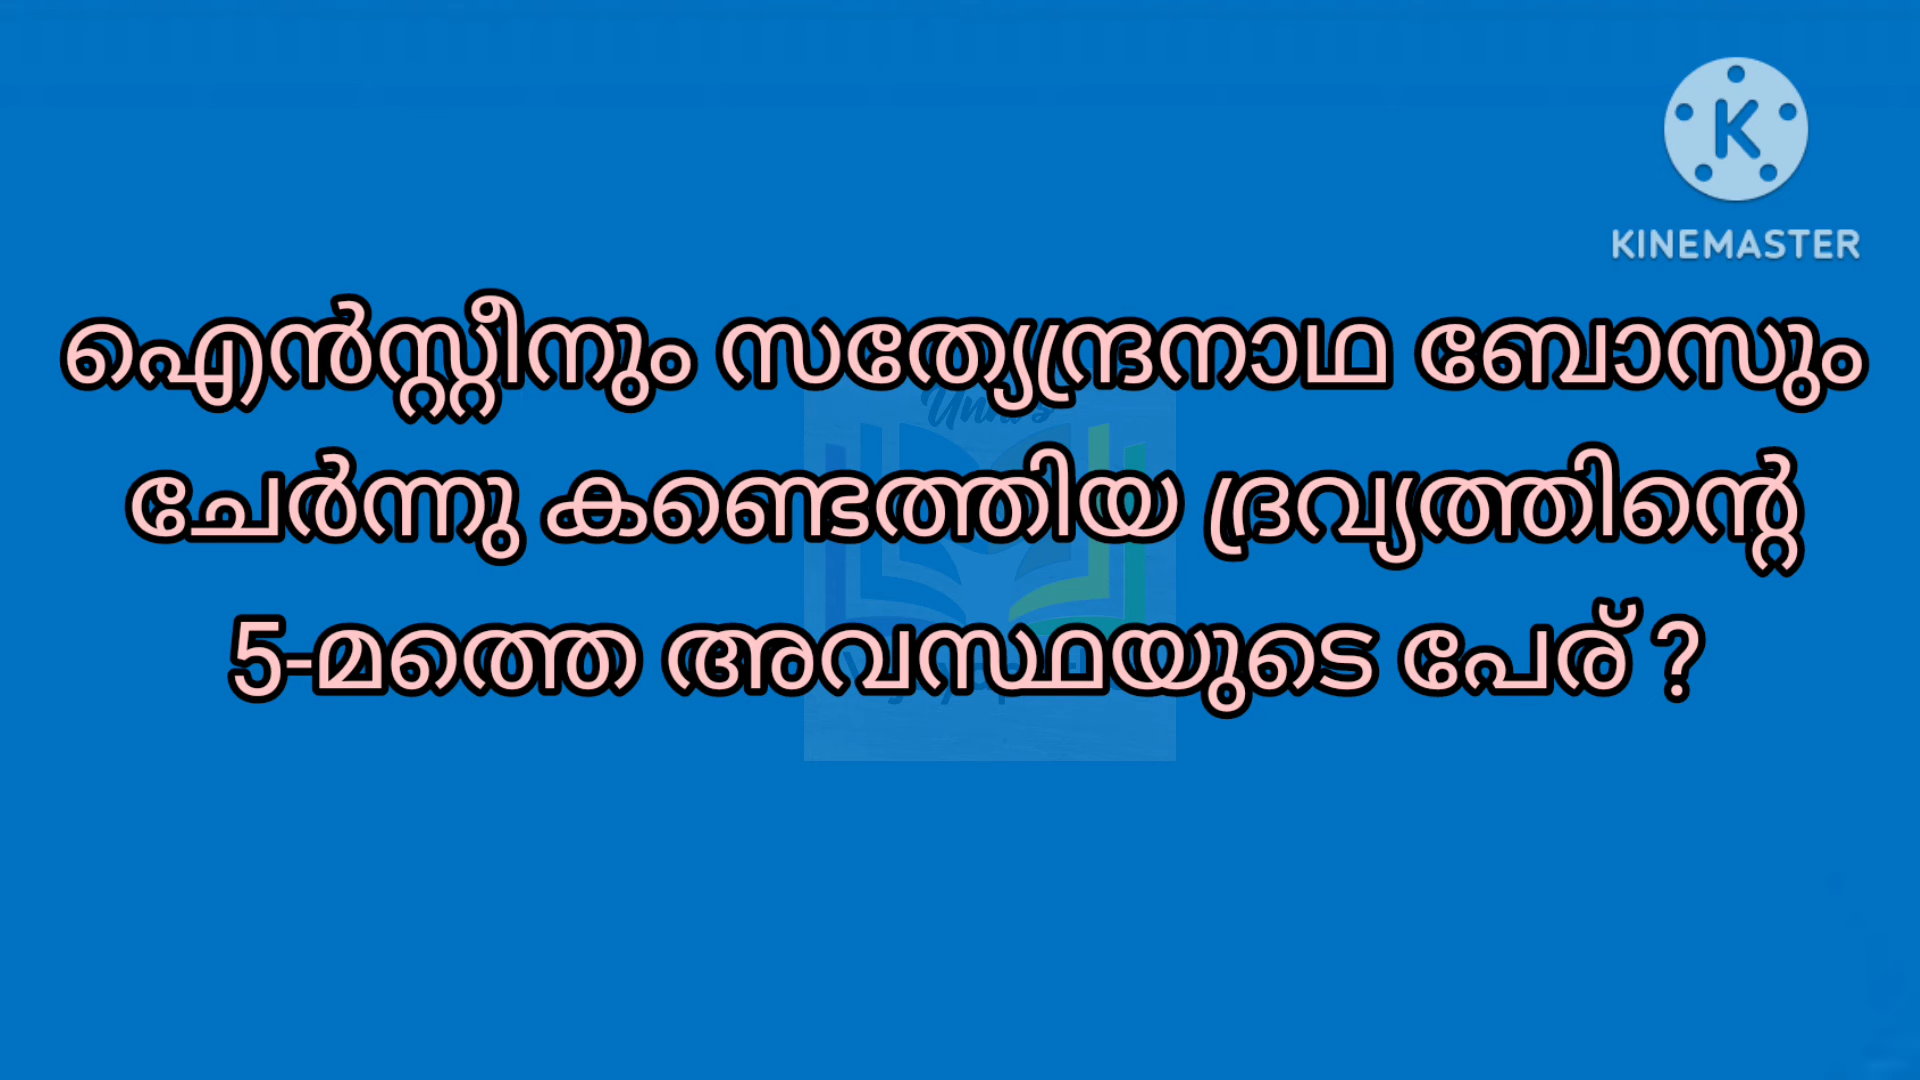 KINEMASTER
ഐൻസ്റ്റീനും സത്യേന്ദ്രനാഥ ബോസും
ചേർന്നു കണ്ടെത്തിയ ദ്രവ്യത്തിന്റെ
5-മത്തെ അവസ്ഥയുടെ പേര് ?